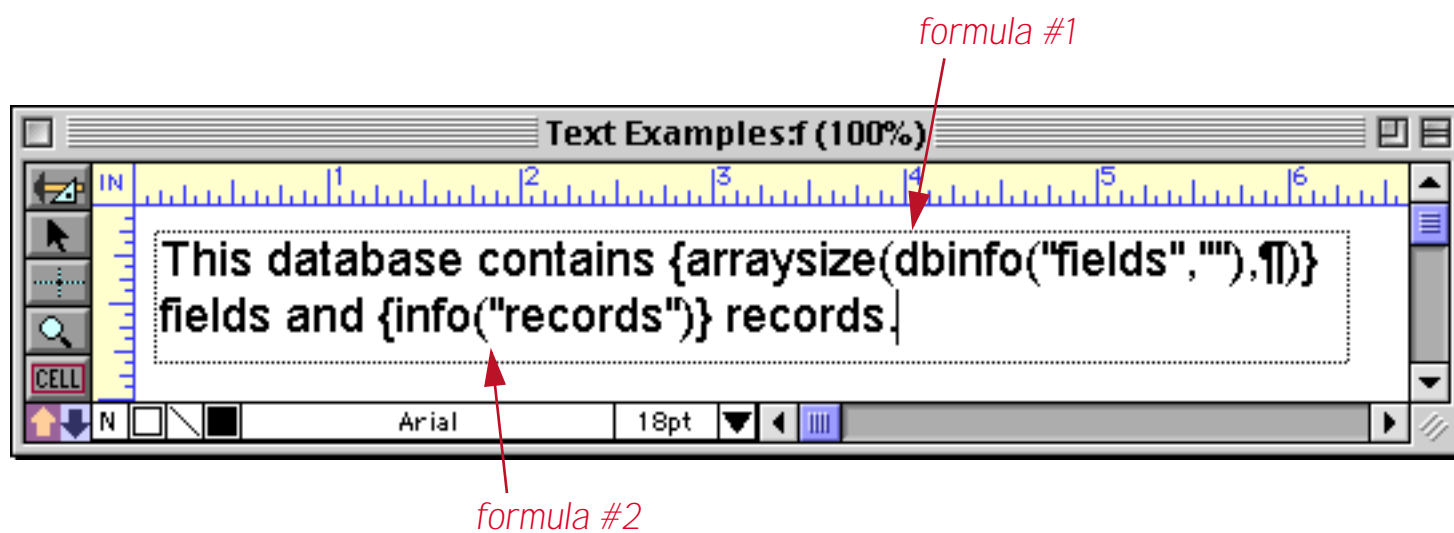 formula #1
Text Examples:f (100%)
IN 1 2 3 4 5 6
This database contains {arraysize(dbinfo("fields",""),¶)}
fields and {info("records")} records.
CELL
N Arial 18pt
formula #2